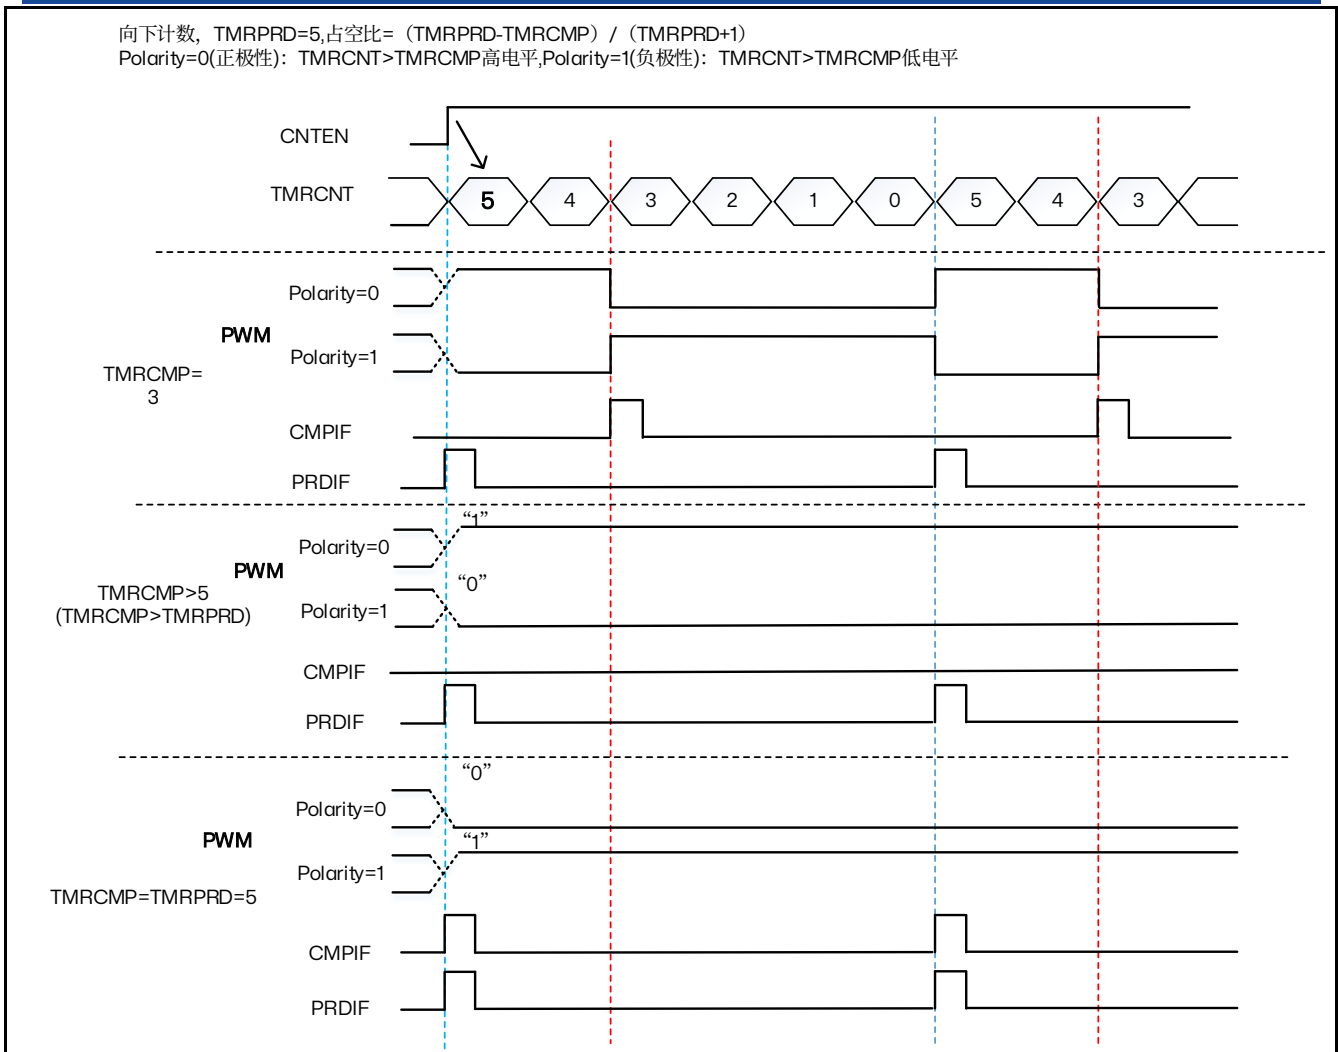 向下计数，TMRPRD=5,占空比=（TMRPRD-TMRCMP）/（TMRPRD+1）
Polarity=0(正极性)：TMRCNT>TMRCMP高电平,Polarity=1(负极性)：TMRCNT>TMRCMP低电平
CNTEN
TMRCNT
5 4 3 2 1 0 5 4 3
Polarity=0
PWM
Polarity=1
TMRCMP=
3
CMPIF
PRDIF
“1”
Polarity=0
PWM
“0”
TMRCMP>5
(TMRCMP>TMRPRD)
Polarity=1
CMPIF
PRDIF
“0”
Polarity=0
PWM
“1”
Polarity=1
TMRCMP=TMRPRD=5
CMPIF
PRDIF